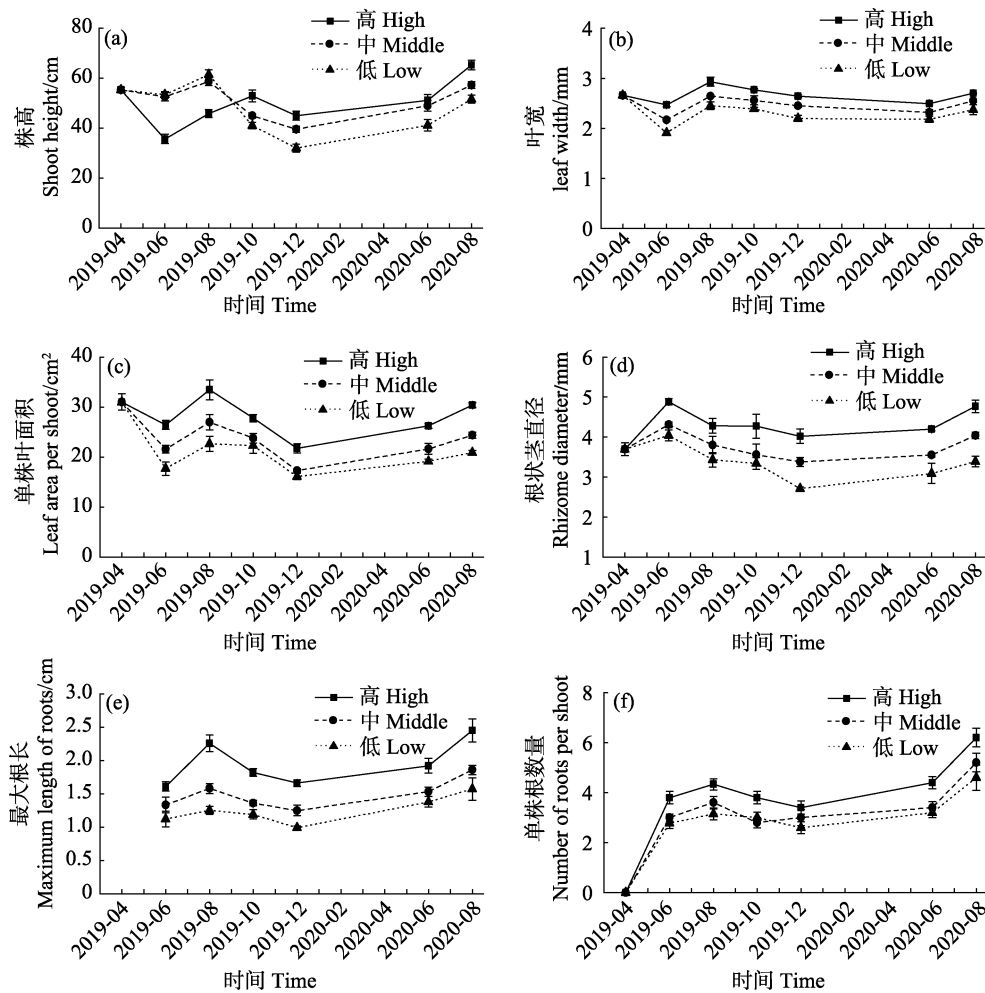 (a)
高 High
中 Middle
低 Low
株高
Shoot height/cm
80
60
40
20
0
2019-04
2019-06
2019-08
2019-10
2019-12
2020-02
2020-04
2020-06
2020-08
时间 Time
(b)
高 High
中 Middle
低 Low
叶宽
leaf width/mm
4
3
2
1
0
2019-04
2019-06
2019-08
2019-10
2019-12
2020-02
2020-04
2020-06
2020-08
时间 Time
(c)
高 High
中 Middle
低 Low
单株叶面积
Leaf area per shoot/cm²
40
30
20
10
0
2019-04
2019-06
2019-08
2019-10
2019-12
2020-02
2020-04
2020-06
2020-08
时间 Time
(d)
高 High
中 Middle
低 Low
根状茎直径
Rhizome diameter/mm
6
5
4
3
2
1
2019-04
2019-06
2019-08
2019-10
2019-12
2020-02
2020-04
2020-06
2020-08
时间 Time
(e)
高 High
中 Middle
低 Low
最大根长
Maximum length of roots/cm
3.0
2.5
2.0
1.5
1.0
0.5
0
2019-04
2019-06
2019-08
2019-10
2019-12
2020-02
2020-04
2020-06
2020-08
时间 Time
(f)
高 High
中 Middle
低 Low
单株根数量
Number of roots per shoot
8
6
4
2
0
2019-04
2019-06
2019-08
2019-10
2019-12
2020-02
2020-04
2020-06
2020-08
时间 Time